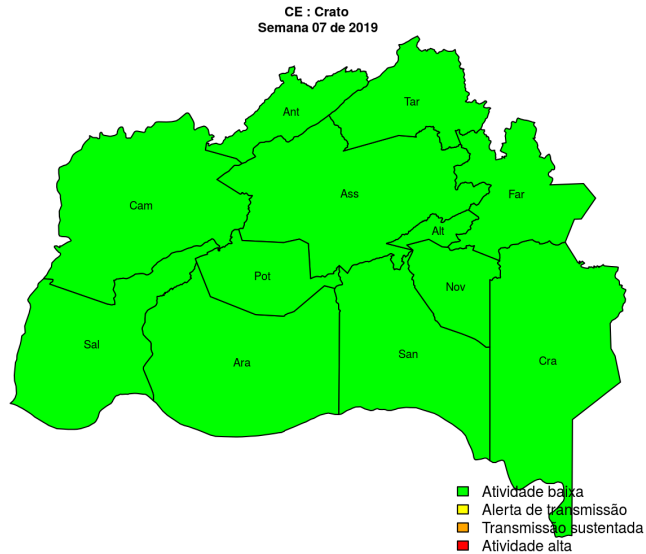 CE : Crato
Semana 07 de 2019
Tar
Ant
Ass
Far
Cam
Alt
Pot
Nov
Sal
San
Ara
Cra
Atividade baixa
Alerta de transmissão
Transmissão sustentada
Atividade alta